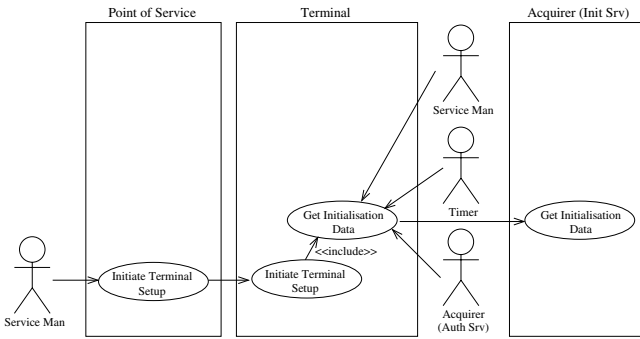 Point of Service
Terminal
Acquirer (Init Srv)
Service Man
Get Initialisation
Data
Timer
Get Initialisation
Data
<<include>>
Initiate Terminal
Setup
Initiate Terminal
Setup
Service Man
Acquirer
(Auth Srv)